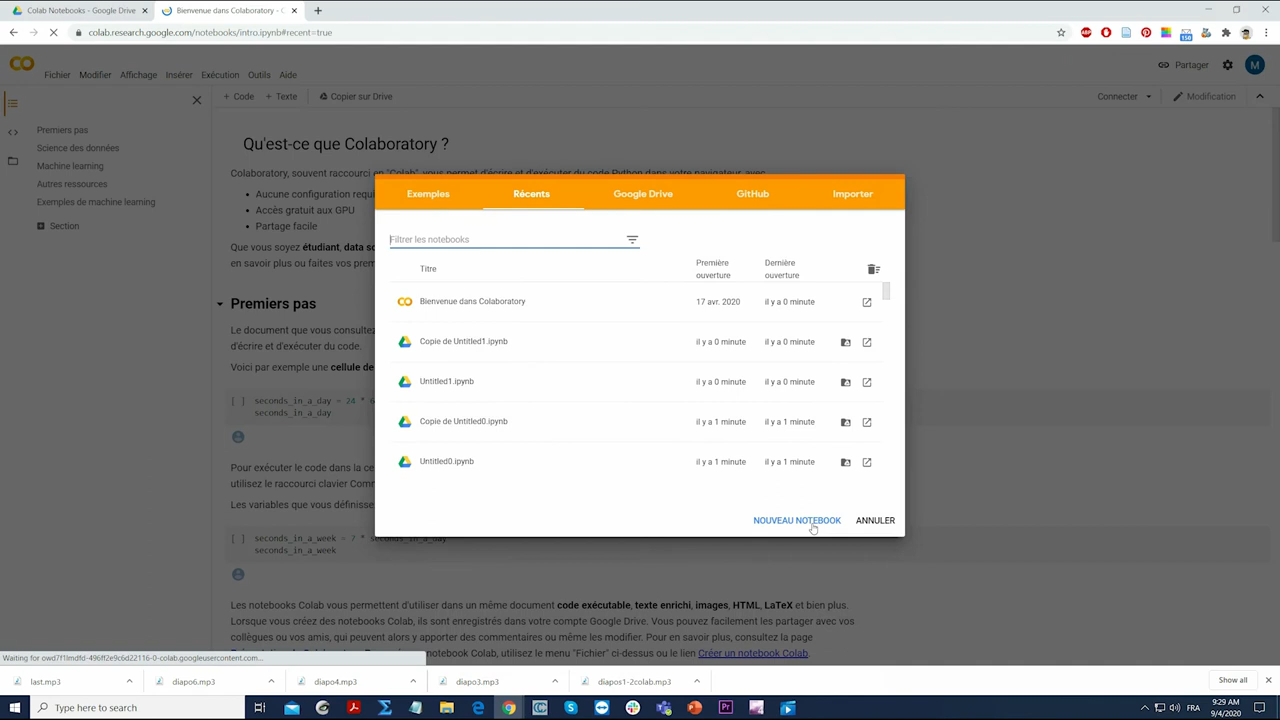 Colab Notebooks - Google Drive
Bienvenue dans Colaboratory - C
colab.research.google.com/notebooks/intro.ipynb#recent=true
Fichier Modifier Affichage Insérer Exécution Outils Aide
Partager
M
+ Code + Texte Copier sur Drive
Connecter
Modification
Premiers pas
Science des données
Machine learning
Autres ressources
Exemples de machine learning
Section
Qu'est-ce que Colaboratory ?
Colaboratory, souvent raccourci en "Colab", vous permet d'écrire et d'exécuter du code Python dans votre navigateur, avec
Aucune configuration requi
Accès gratuit aux GPU
Partage facile
Que vous soyez étudiant, data sc
en savoir plus ou faites vos prem
Premiers pas
Le document que vous consultez
d'écrire et d'exécuter du code.
Voici par exemple une cellule de
[ ] seconds_in_a_day = 24 * 6
seconds_in_a_day
Pour exécuter le code dans la ce
utilisez le raccourci clavier Comm
Les variables que vous définisse
[ ] seconds_in_a_week = 7 * seconds_in_a_day
seconds_in_a_week
Les notebooks Colab vous permettent d'utiliser dans un même document code exécutable, texte enrichi, images, HTML, LaTeX et bien plus.
Lorsque vous créez des notebooks Colab, ils sont enregistrés dans votre compte Google Drive. Vous pouvez facilement les partager avec vos
collègues ou vos amis, qui peuvent alors y apporter des commentaires ou même les modifier. Pour en savoir plus, consultez la page
notebook Colab, utilisez le menu "Fichier" ci-dessus ou le lien Créer un notebook Colab.
Exemples Récents Google Drive GitHub Importer
Filtrer les notebooks
Titre
Première ouverture
Dernière ouverture
Bienvenue dans Colaboratory 17 avr. 2020 il y a 0 minute
Copie de Untitled1.ipynb il y a 0 minute il y a 0 minute
Untitled1.ipynb il y a 0 minute il y a 0 minute
Copie de Untitled0.ipynb il y a 1 minute il y a 1 minute
Untitled0.ipynb il y a 1 minute il y a 1 minute
NOUVEAU NOTEBOOK ANNULER
Waiting for owd7f1lmdfd-496ff2e9c6d22116-0-colab.googleusercontent.com...
last.mp3 diapo6.mp3 diapo4.mp3 diapo3.mp3 diapos1-2colab.mp3 Show all
Type here to search
FRA
9:29 AM
9/4/2020